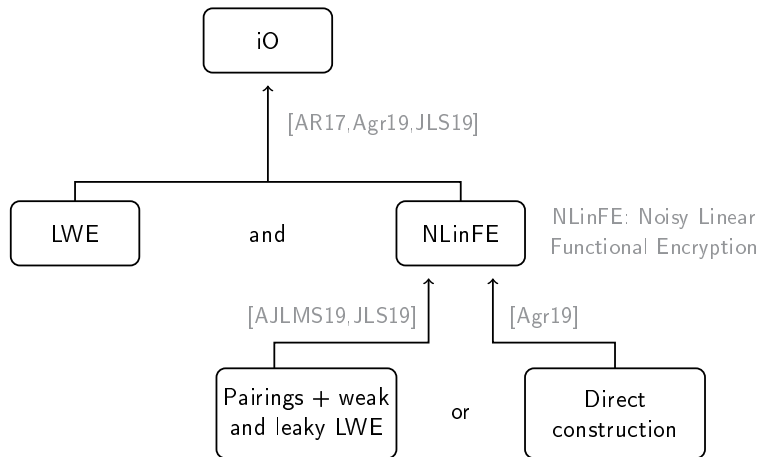 iO
[AR17,Agr19,JLS19]
LWE
and
NLinFE
NLinFE: Noisy Linear
Functional Encryption
[AJLMS19,JLS19]
[Agr19]
Pairings + weak
and leaky LWE
or
Direct
construction